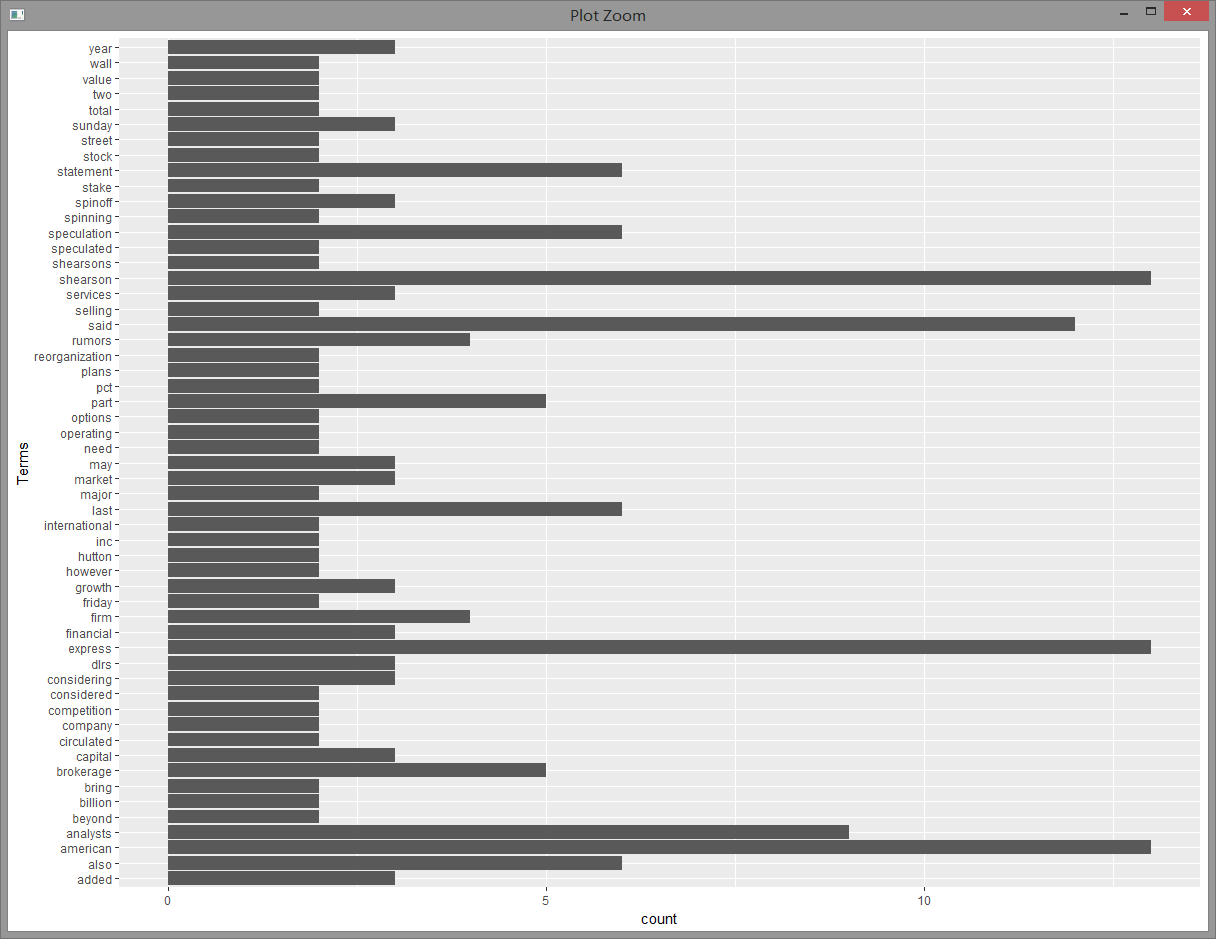 Plot Zoom
year
wall
value
two
total
sunday
street
stock
statement
stake
spinoff
spinning
speculation
speculated
shearsons
shearson
services
selling
said
rumors
reorganization
plans
pct
part
options
operating
need
may
market
major
last
international
inc
hutton
however
growth
friday
firm
financial
express
dlrs
considering
considered
competition
company
circulated
capital
brokerage
bring
billion
beyond
analysts
american
also
added
Terms
0 5 10
count